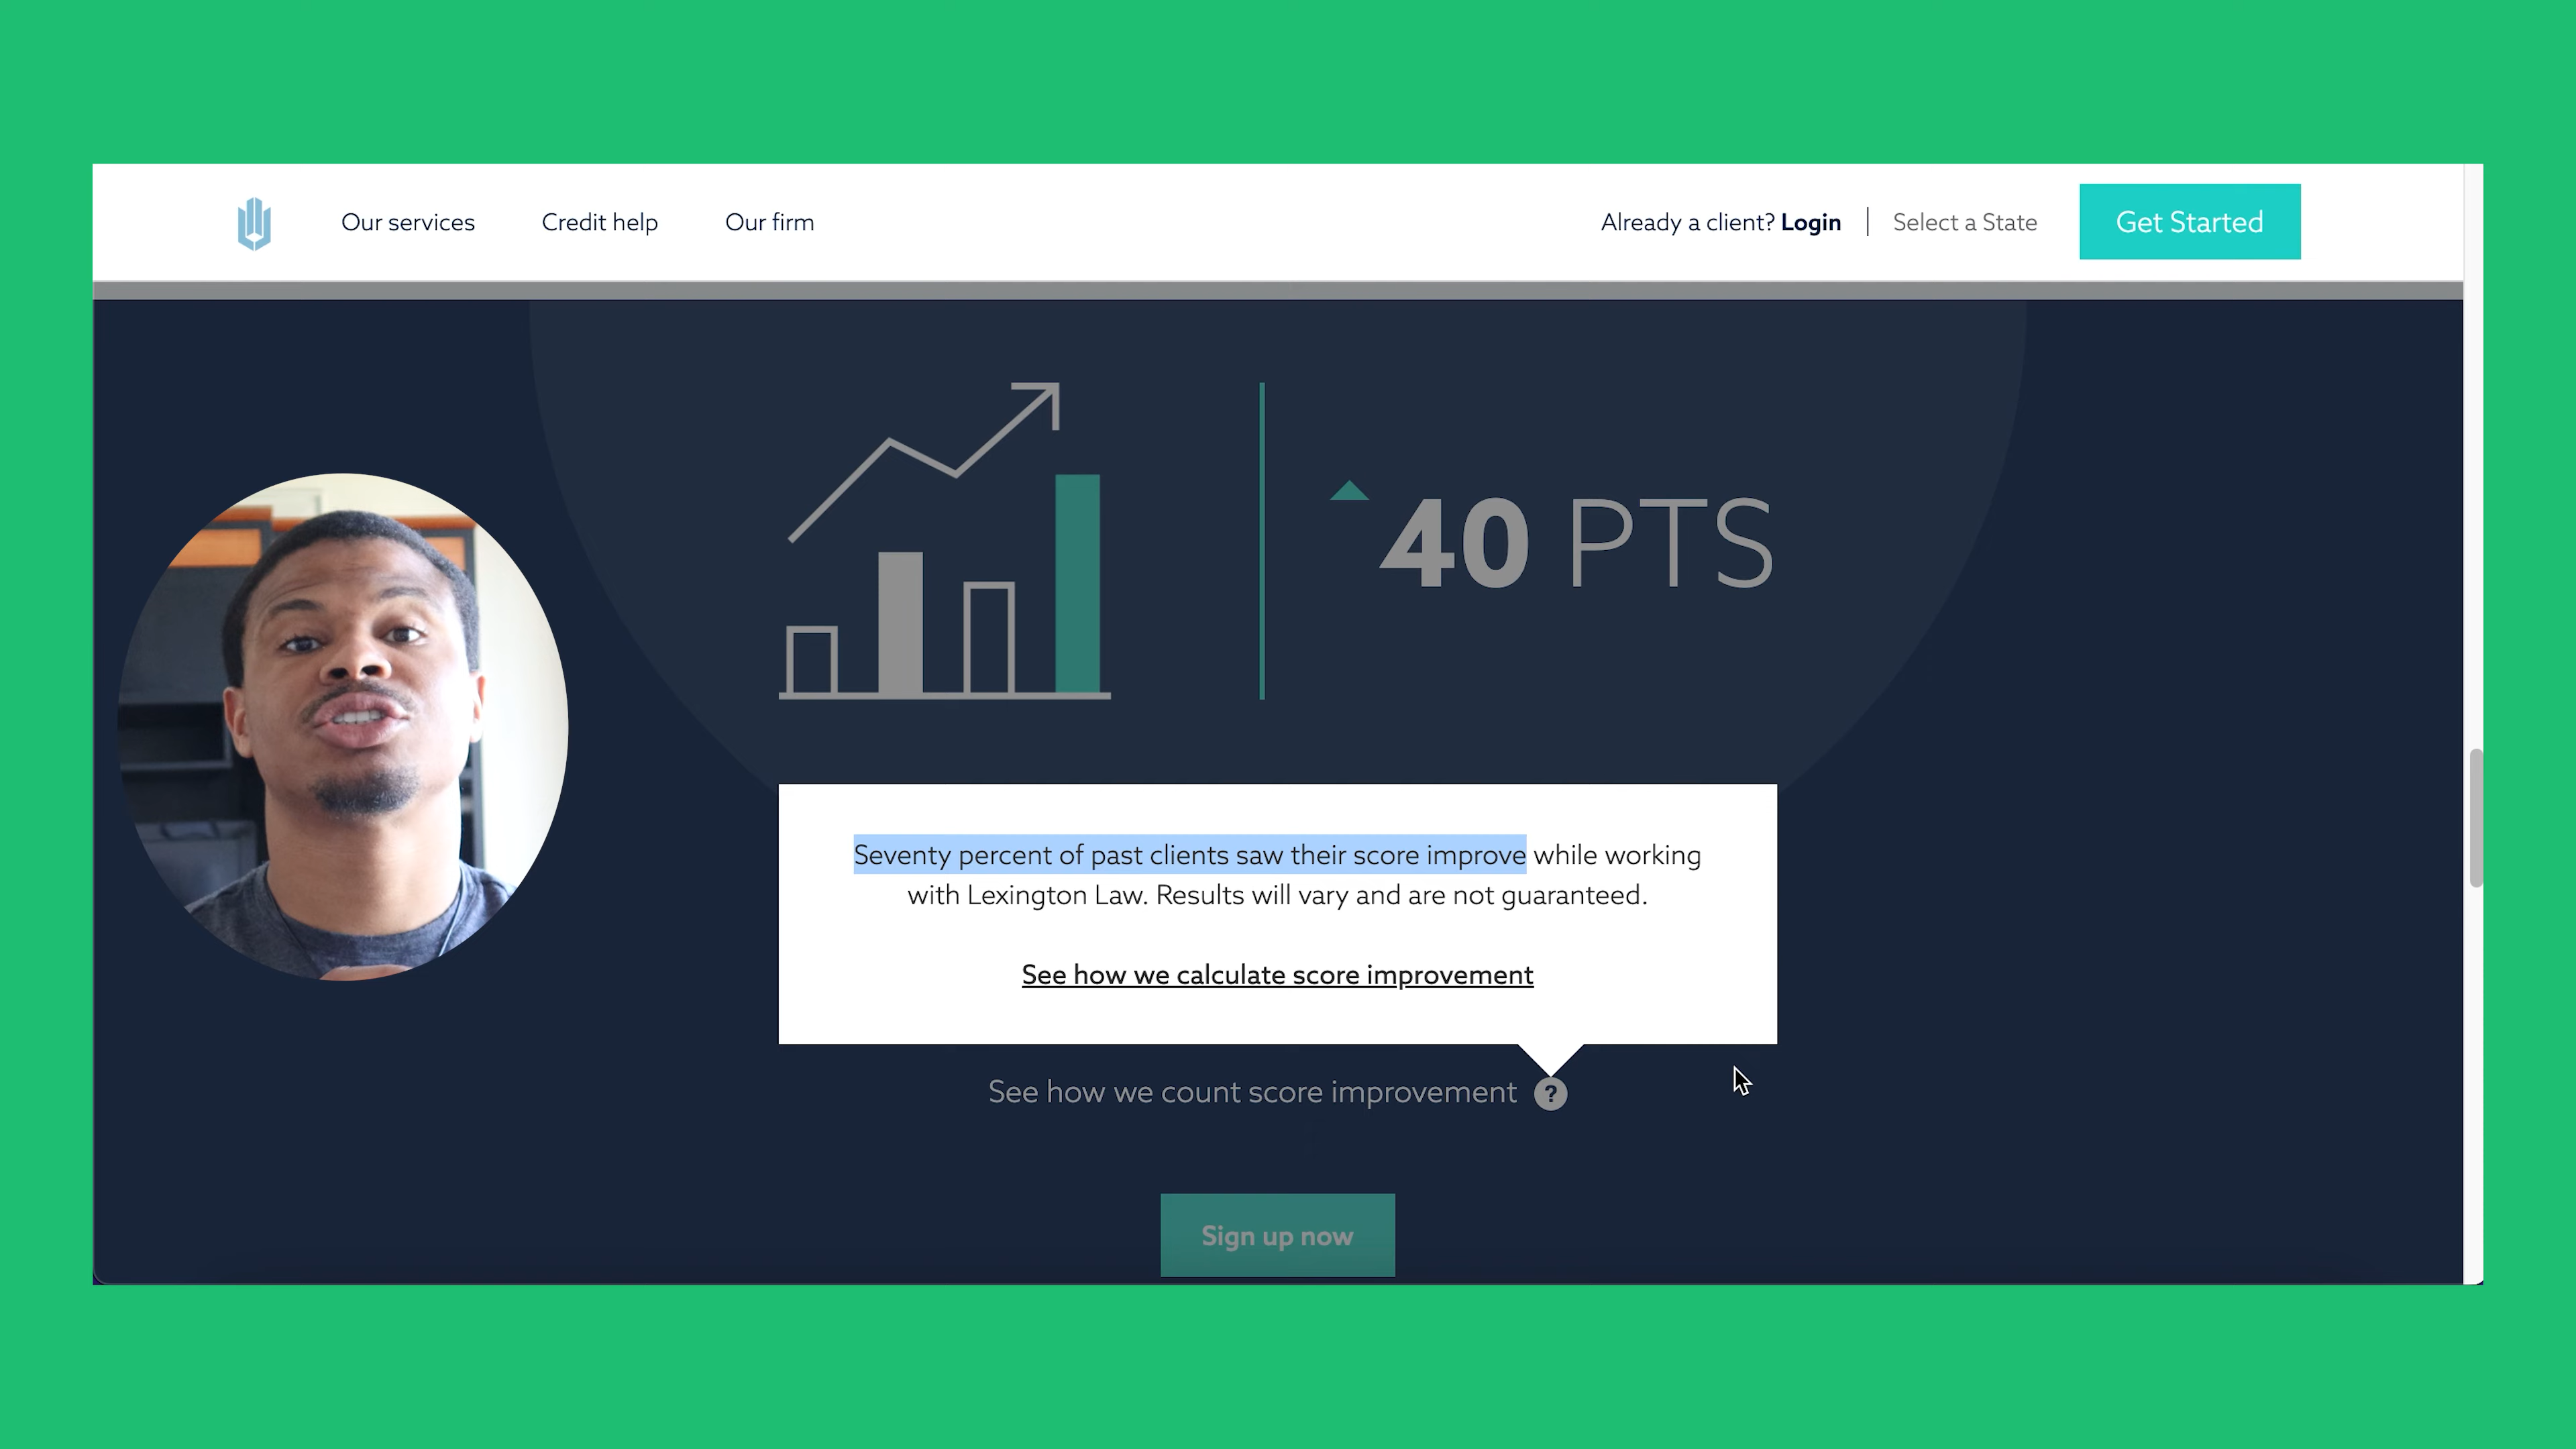 Our services
Credit help
Our firm
Already a client? Login
Select a State
Get Started
40 PTS
Seventy percent of past clients saw their score improve while working
with Lexington Law. Results will vary and are not guaranteed.
See how we calculate score improvement
See how we count score improvement ?
Sign up now